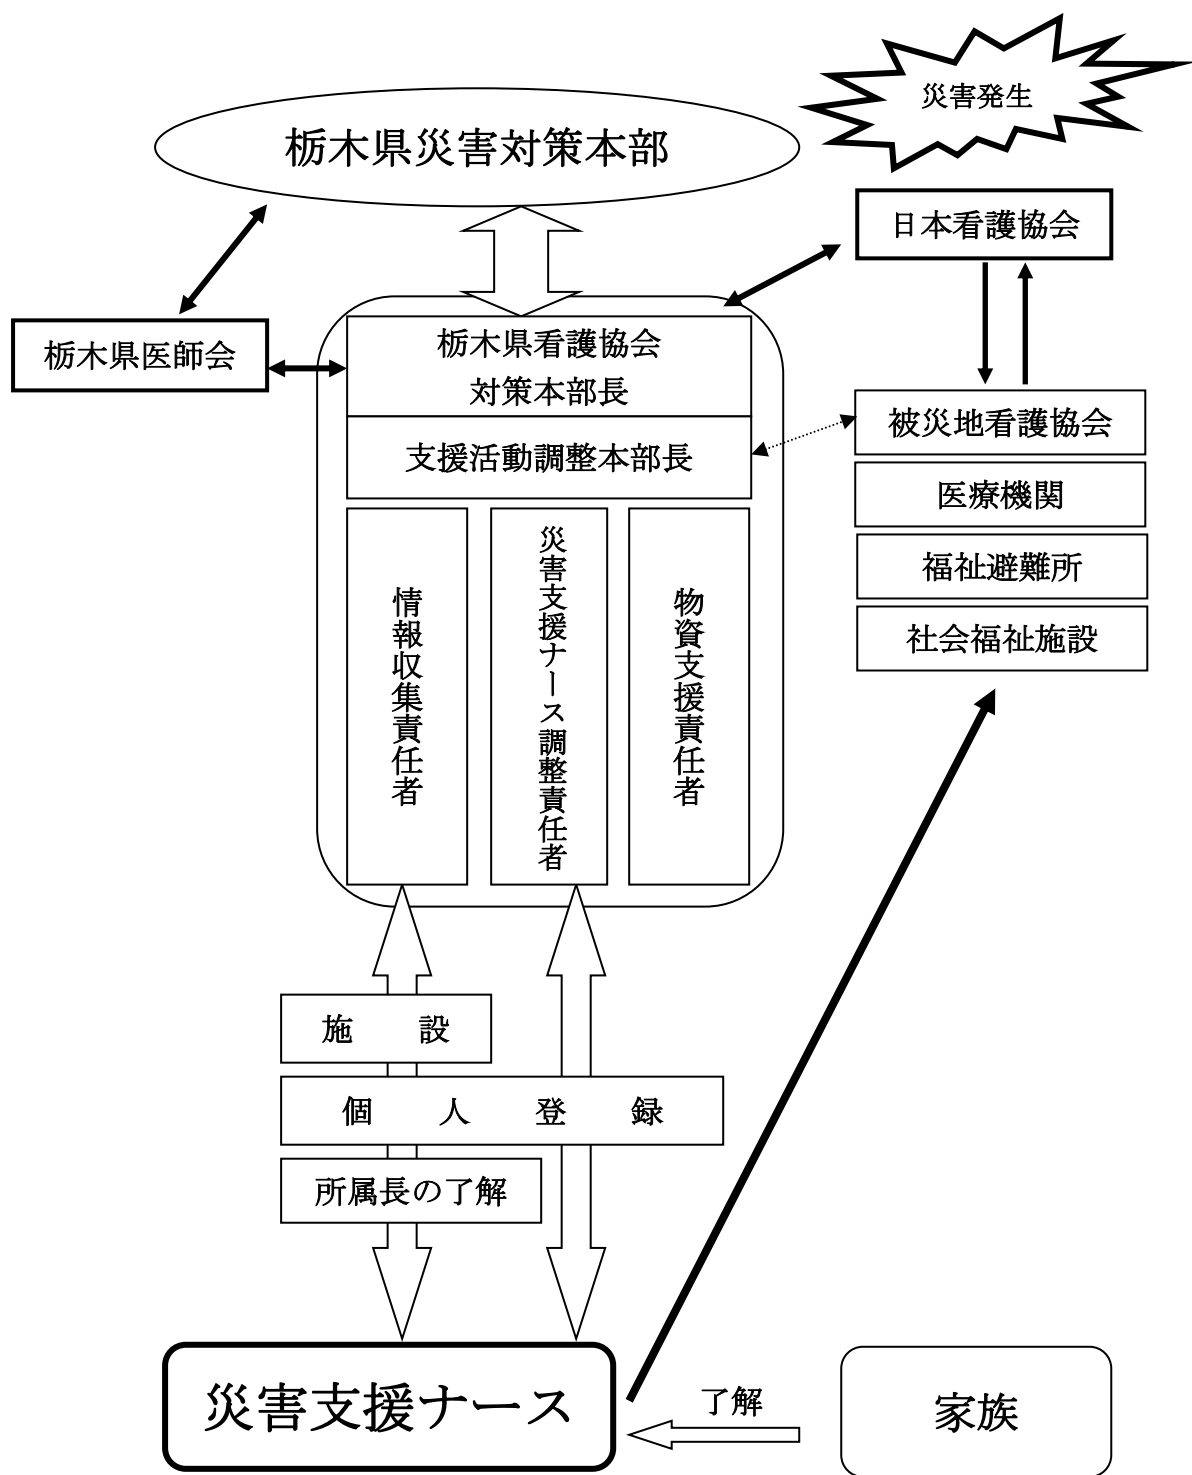 災害発生
栃木県災害対策本部
日本看護協会
栃木県医師会
栃木県看護協会
対策本部長
支援活動調整本部長
被災地看護協会
医療機関
福祉避難所
社会福祉施設
情報収集責任者
災害支援ナース調整責任者
物資支援責任者
施　設
個　人　登　録
所属長の了解
災害支援ナース
了解
家族